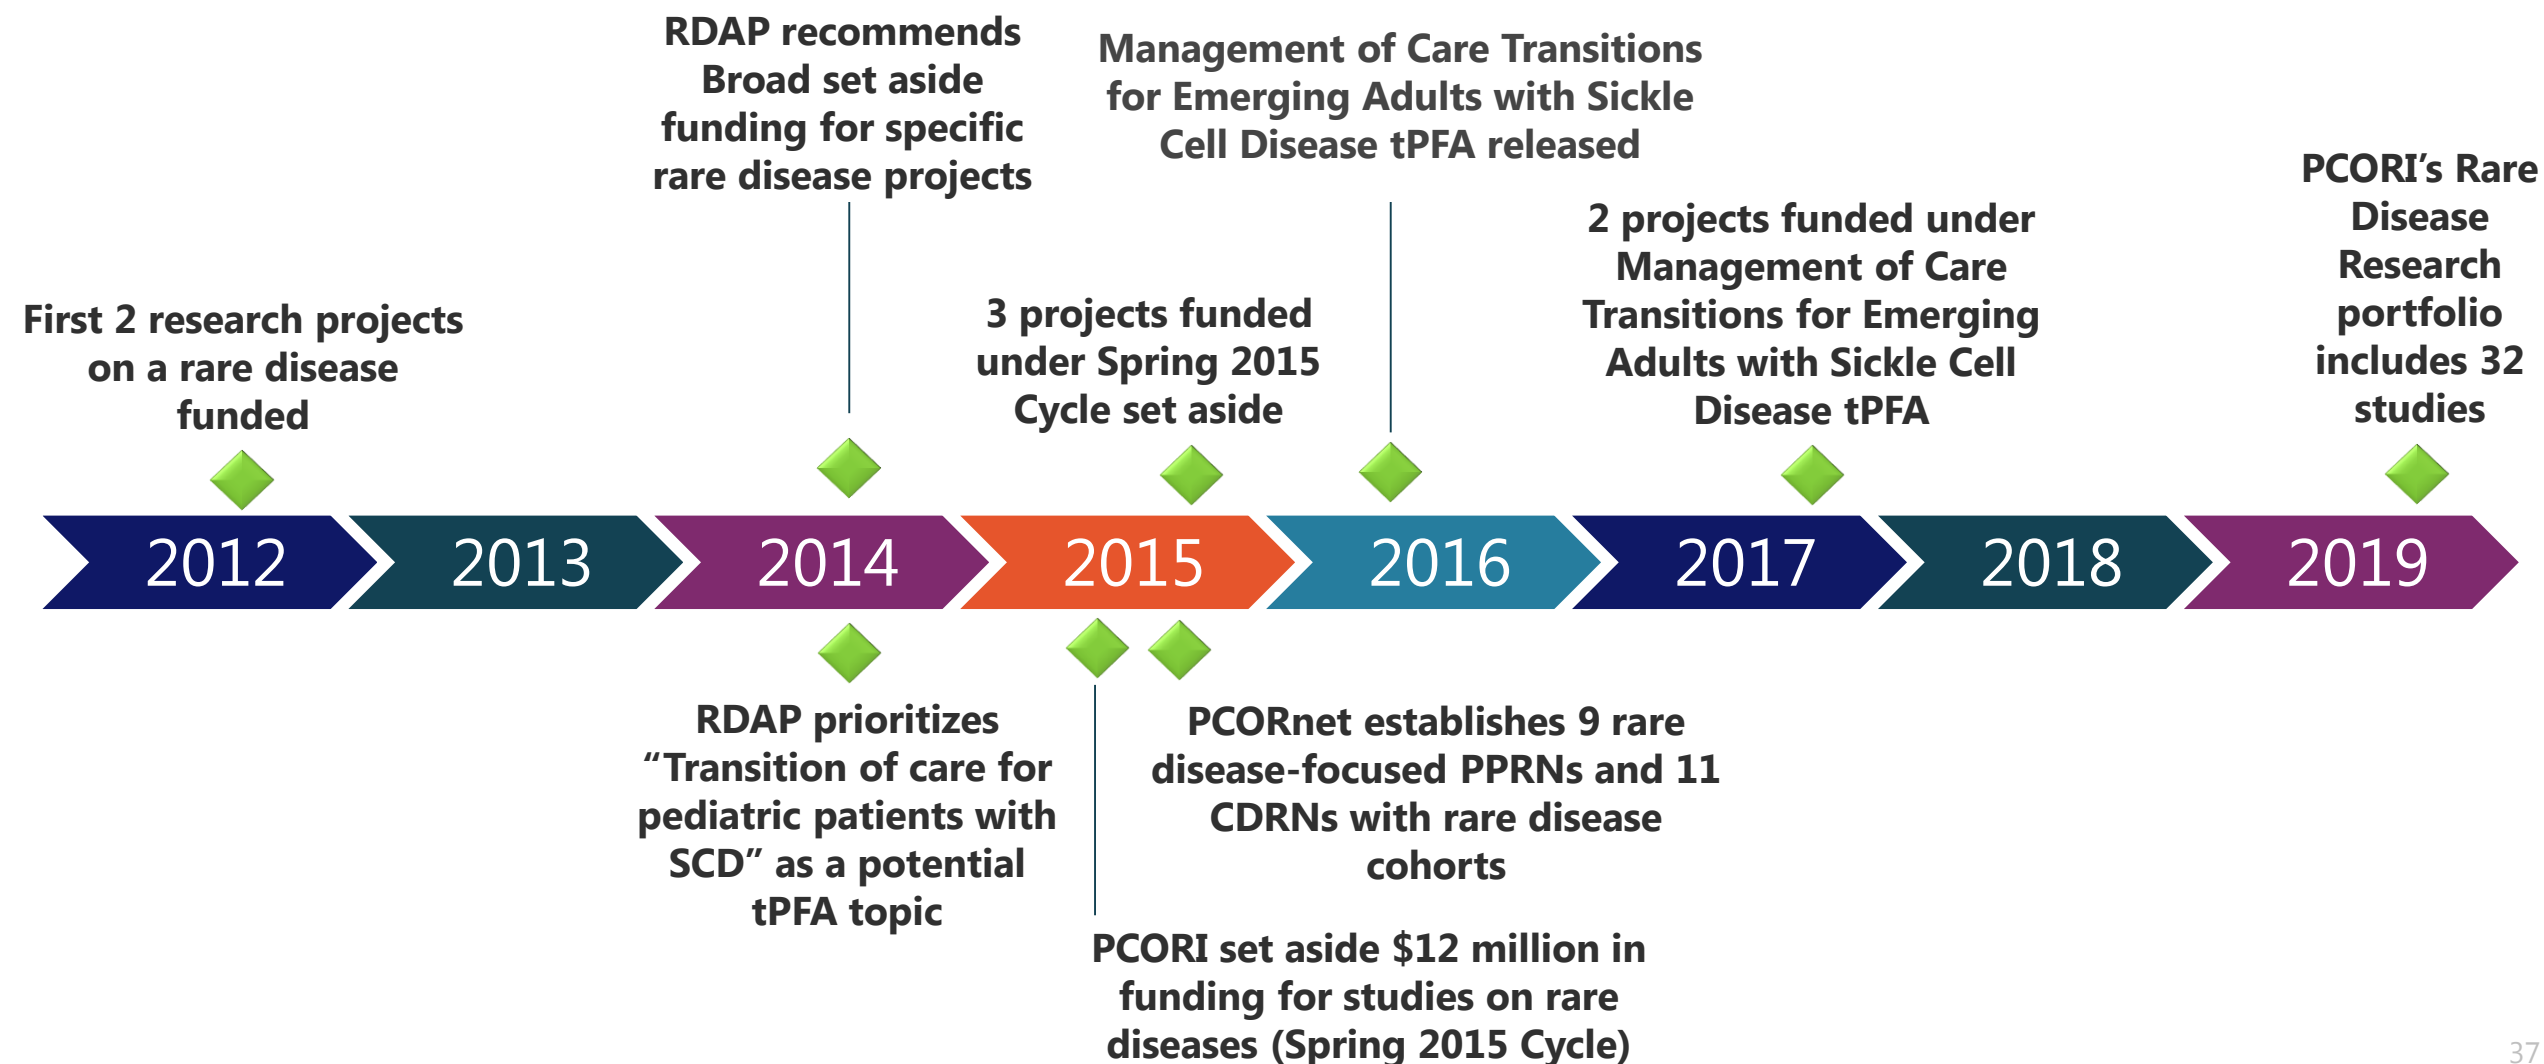 RDAP recommends
Broad set aside
funding for specific
rare disease projects
Management of Care Transitions
for Emerging Adults with Sickle
Cell Disease tPFA released
PCORI’s Rare
Disease
Research
portfolio
includes 32
studies
2 projects funded under
Management of Care
Transitions for Emerging
Adults with Sickle Cell
Disease tPFA
First 2 research projects
on a rare disease
funded
3 projects funded
under Spring 2015
Cycle set aside
2012
2013
2014
2015
2016
2017
2018
2019
RDAP prioritizes
“Transition of care for
pediatric patients with
SCD” as a potential
tPFA topic
PCORnet establishes 9 rare
disease-focused PPRNs and 11
CDRNs with rare disease
cohorts
PCORI set aside $12 million in
funding for studies on rare
diseases (Spring 2015 Cycle)
37